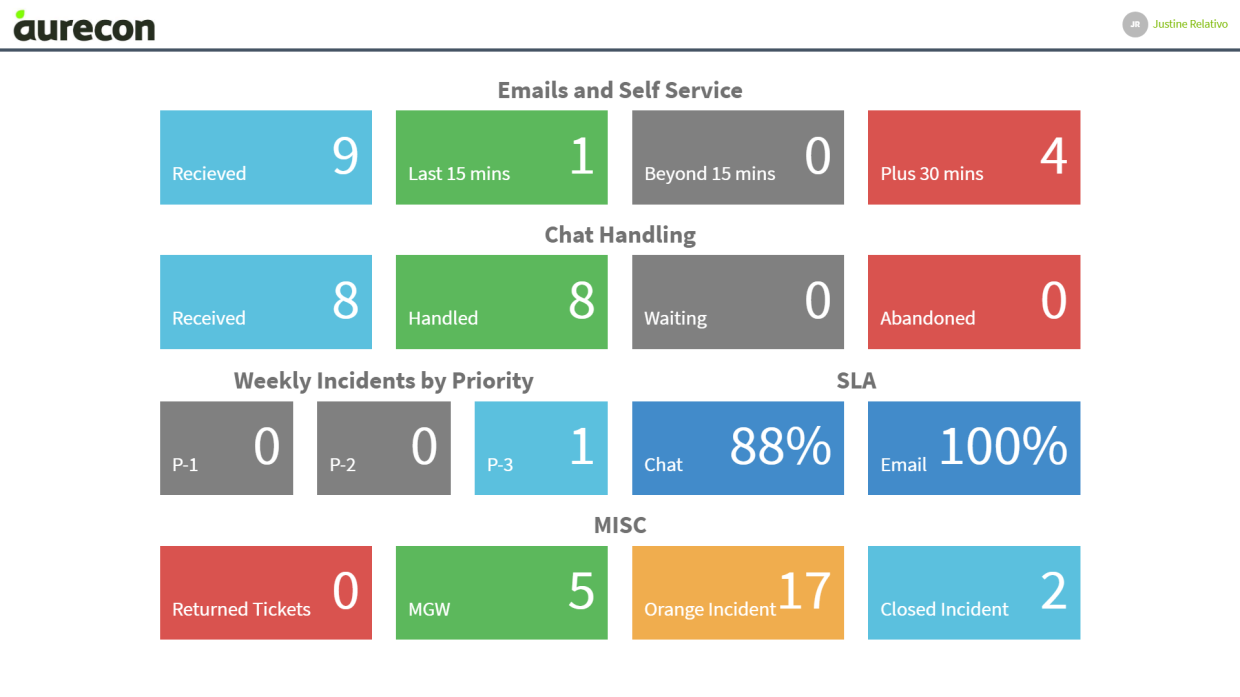 aurecon
JR Justine Relativo
Emails and Self Service
Recieved 9
Last 15 mins 1
Beyond 15 mins 0
Plus 30 mins 4
Chat Handling
Received 8
Handled 8
Waiting 0
Abandoned 0
Weekly Incidents by Priority
P-1 0
P-2 0
P-3 1
SLA
Chat 88%
Email 100%
MISC
Returned Tickets 0
MGW 5
Orange Incident 17
Closed Incident 2